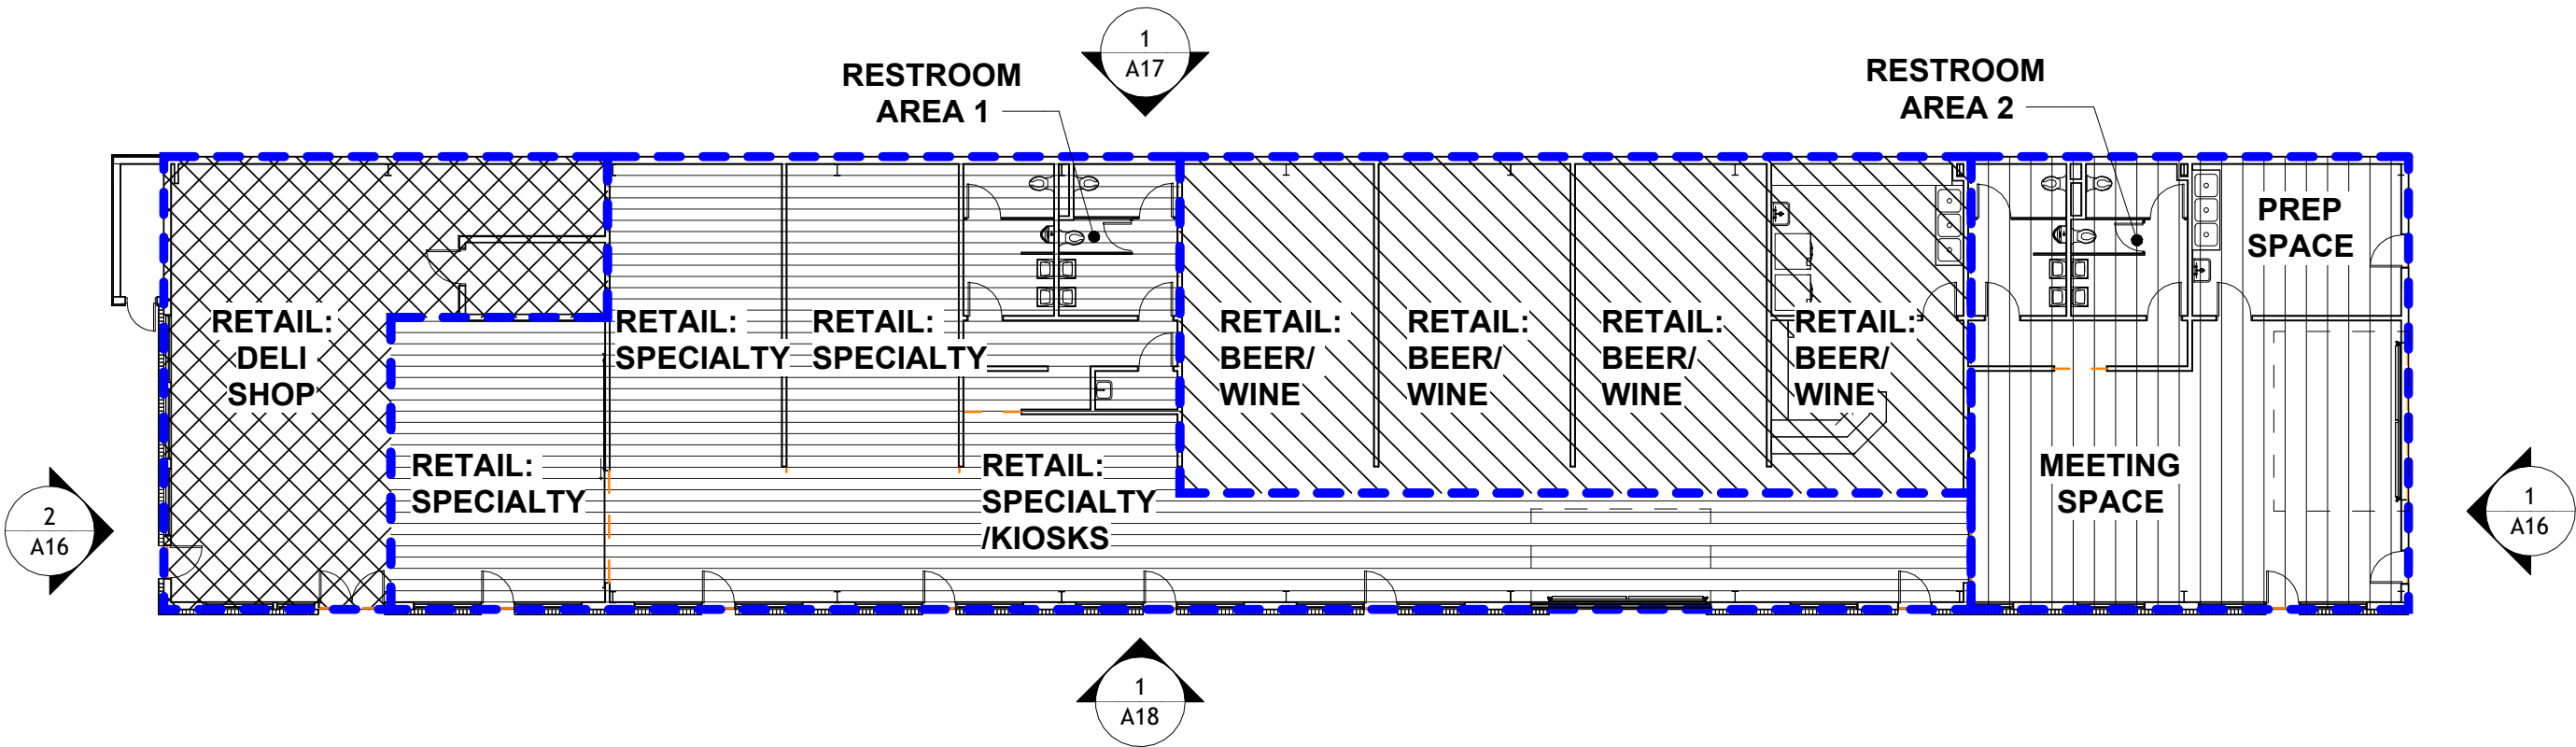 1
A17
RESTROOM
AREA 1
RESTROOM
AREA 2
PREP
SPACE
RETAIL:
DELI
SHOP
RETAIL:
SPECIALTY
RETAIL:
SPECIALTY
RETAIL:
BEER/
WINE
RETAIL:
BEER/
WINE
RETAIL:
BEER/
WINE
RETAIL:
BEER/
WINE
RETAIL:
SPECIALTY
RETAIL:
SPECIALTY
/KIOSKS
MEETING
SPACE
2
A16
1
A16
1
A18